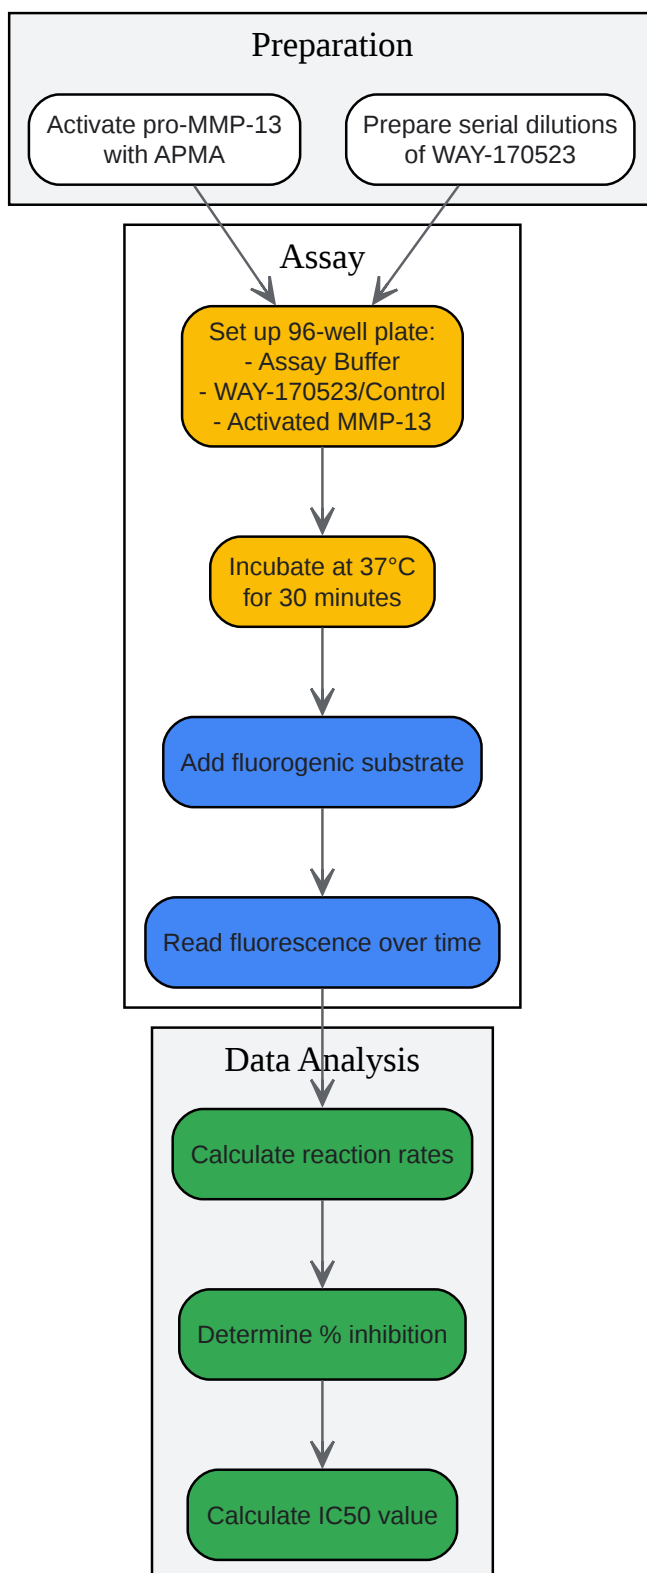 Preparation
Activate pro-MMP-13
with APMA
Prepare serial dilutions
of WAY-170523
Assay
Set up 96-well plate:
- Assay Buffer
- WAY-170523/Control
- Activated MMP-13
Incubate at 37°C
for 30 minutes
Add fluorogenic substrate
Read fluorescence over time
Data Analysis
Calculate reaction rates
Determine % inhibition
Calculate IC50 value